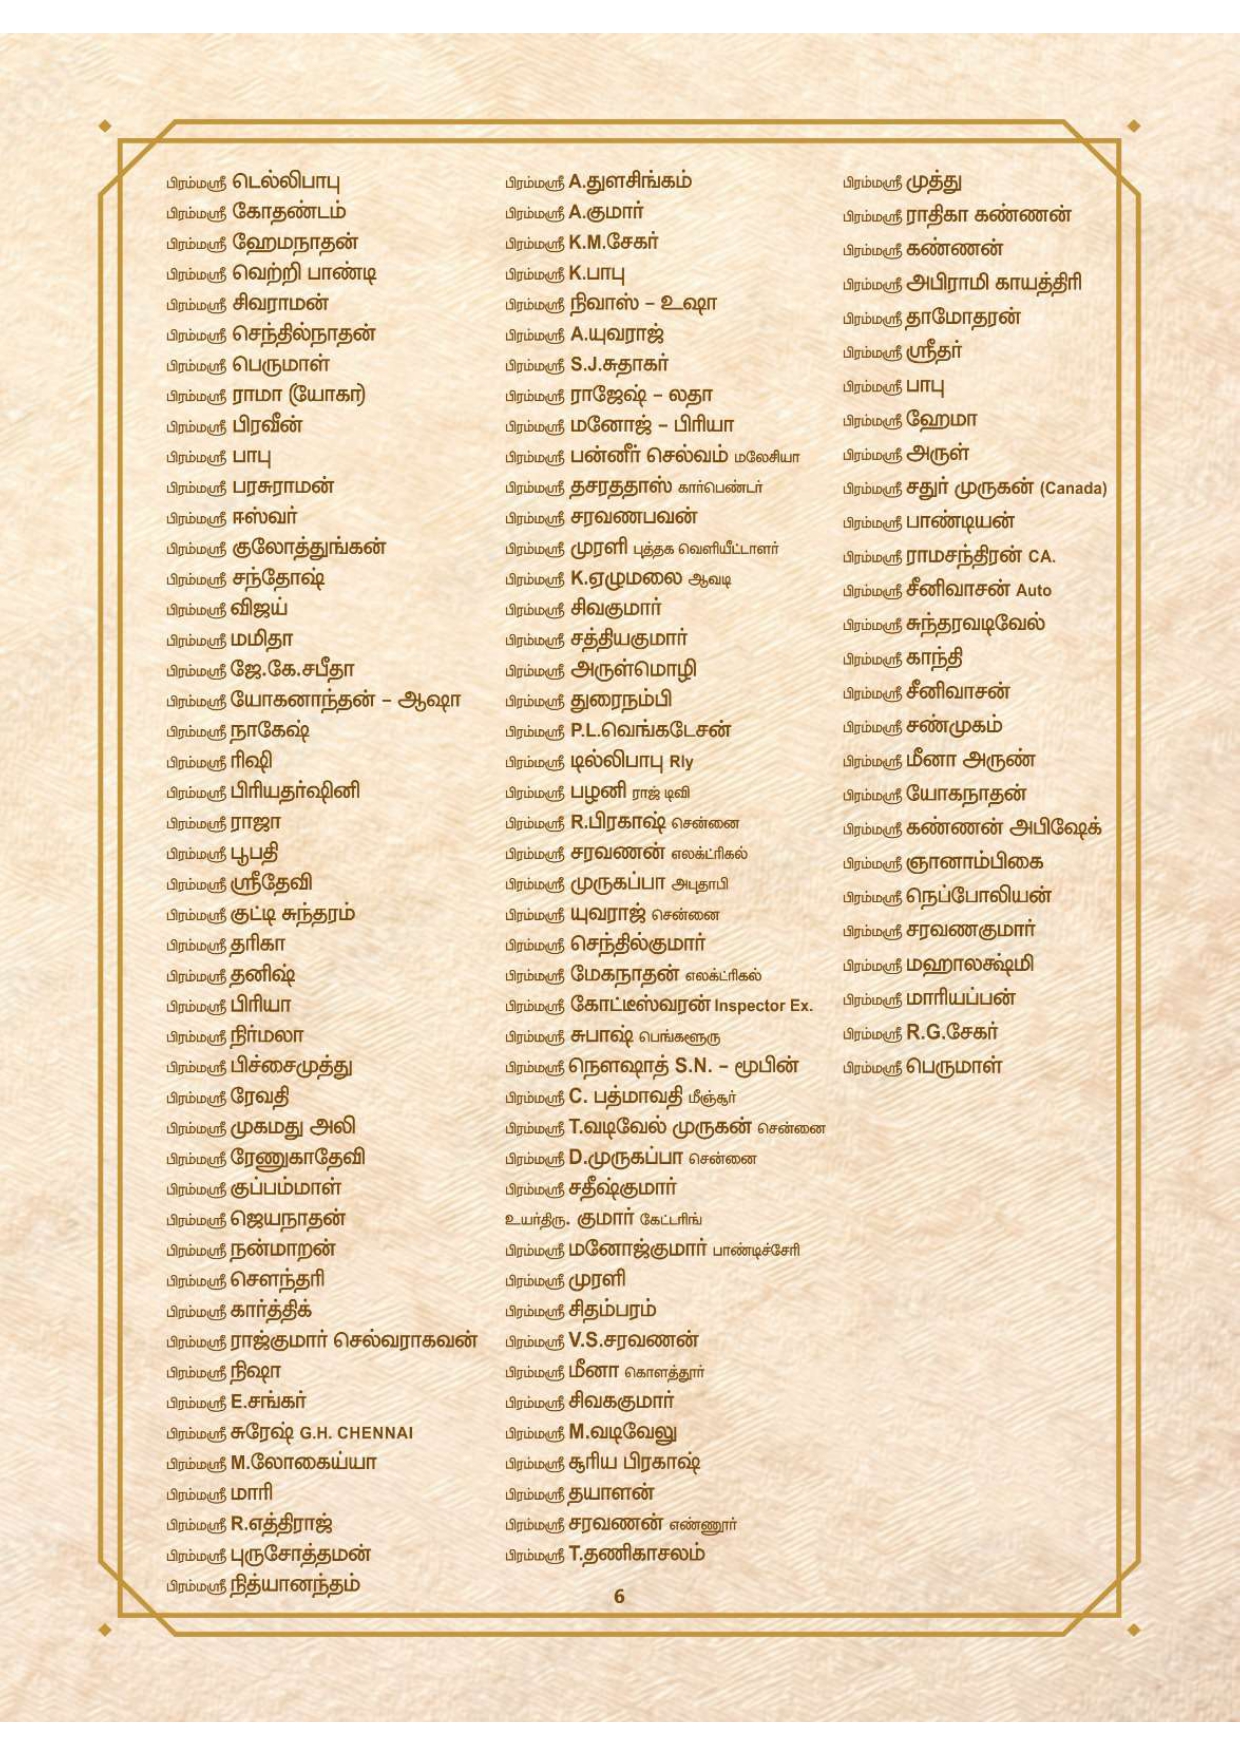 பிரம்மஸ்ரீ டெல்லிபாபு
பிரம்மஸ்ரீ கோதண்டம்
பிரம்மஸ்ரீ ஹேமநாதன்
பிரம்மஸ்ரீ வெற்றி பாண்டி
பிரம்மஸ்ரீ சிவராமன்
பிரம்மஸ்ரீ செந்தில்நாதன்
பிரம்மஸ்ரீ பெருமாள்
பிரம்மஸ்ரீ ராமா (யோகா)
பிரம்மஸ்ரீ பிரவீன்
பிரம்மஸ்ரீ பாபு
பிரம்மஸ்ரீ பரசுராமன்
பிரம்மஸ்ரீ ஈஸ்வர்
பிரம்மஸ்ரீ குலோத்துங்கன்
பிரம்மஸ்ரீ சந்தோஷ்
பிரம்மஸ்ரீ விஜய்
பிரம்மஸ்ரீ மமிதா
பிரம்மஸ்ரீ ஜே.கே.சபீதா
பிரம்மஸ்ரீ யோகனாந்தன் – ஆஷா
பிரம்மஸ்ரீ நாகேஷ்
பிரம்மஸ்ரீ ரிஷி
பிரம்மஸ்ரீ பிரியதர்ஷினி
பிரம்மஸ்ரீ ராஜா
பிரம்மஸ்ரீ பூபதி
பிரம்மஸ்ரீ ஸ்ரீதேவி
பிரம்மஸ்ரீ குட்டி சுந்தரம்
பிரம்மஸ்ரீ தரிகா
பிரம்மஸ்ரீ தனிஷ்
பிரம்மஸ்ரீ பிரியா
பிரம்மஸ்ரீ நிர்மலா
பிரம்மஸ்ரீ பிச்சைமுத்து
பிரம்மஸ்ரீ ரேவதி
பிரம்மஸ்ரீ முகமது அலி
பிரம்மஸ்ரீ ரேணுகாதேவி
பிரம்மஸ்ரீ குப்பம்மாள்
பிரம்மஸ்ரீ ஜெயநாதன்
பிரம்மஸ்ரீ நன்மாறன்
பிரம்மஸ்ரீ சௌந்தரி
பிரம்மஸ்ரீ கார்த்திக்
பிரம்மஸ்ரீ ராஜ்குமார் செல்வராகவன்
பிரம்மஸ்ரீ நிஷா
பிரம்மஸ்ரீ E.சங்கர்
பிரம்மஸ்ரீ சுரேஷ் G.H. CHENNAI
பிரம்மஸ்ரீ M.லோகைய்யா
பிரம்மஸ்ரீ மாரி
பிரம்மஸ்ரீ R.எத்திராஜ்
பிரம்மஸ்ரீ புருசோத்தமன்
பிரம்மஸ்ரீ நித்யானந்தம்
பிரம்மஸ்ரீ A.துளசிங்கம்
பிரம்மஸ்ரீ A.குமார்
பிரம்மஸ்ரீ K.M.சேகர்
பிரம்மஸ்ரீ K.பாபு
பிரம்மஸ்ரீ நிவாஸ் – உஷா
பிரம்மஸ்ரீ A.யுவராஜ்
பிரம்மஸ்ரீ S.J.சுதாகர்
பிரம்மஸ்ரீ ராஜேஷ் – லதா
பிரம்மஸ்ரீ மனோஜ் – பிரியா
பிரம்மஸ்ரீ பன்னீர் செல்வம் மலேசியா
பிரம்மஸ்ரீ தசரததாஸ் கார்பெண்டர்
பிரம்மஸ்ரீ சரவணபவன்
பிரம்மஸ்ரீ முரளி புத்தக வெளியீட்டாளர்
பிரம்மஸ்ரீ K.ஏழுமலை ஆவடி
பிரம்மஸ்ரீ சிவகுமார்
பிரம்மஸ்ரீ சத்தியகுமார்
பிரம்மஸ்ரீ அருள்மொழி
பிரம்மஸ்ரீ துரைநம்பி
பிரம்மஸ்ரீ P.L.வெங்கடேசன்
பிரம்மஸ்ரீ டில்லிபாபு Rly
பிரம்மஸ்ரீ பழனி ராஜ் டிவி
பிரம்மஸ்ரீ R.பிரகாஷ் சென்னை
பிரம்மஸ்ரீ சரவணன் எலக்ட்ரிகல்
பிரம்மஸ்ரீ முருகப்பா அபுதாபி
பிரம்மஸ்ரீ யுவராஜ் சென்னை
பிரம்மஸ்ரீ செந்தில்குமார்
பிரம்மஸ்ரீ மேகநாதன் எலக்ட்ரிகல்
பிரம்மஸ்ரீ கோட்டீஸ்வரன் Inspector Ex.
பிரம்மஸ்ரீ சுபாஷ் பெங்களூரு
பிரம்மஸ்ரீ நௌஷாத் S.N. – மூபின்
பிரம்மஸ்ரீ C. பத்மாவதி மீஞ்சூர்
பிரம்மஸ்ரீ T.வடிவேல் முருகன் சென்னை
பிரம்மஸ்ரீ D.முருகப்பா சென்னை
பிரம்மஸ்ரீ சதீஷ்குமார்
உயர்திரு. குமார் கேட்டரிங்
பிரம்மஸ்ரீ மனோஜ்குமார் பாண்டிச்சேரி
பிரம்மஸ்ரீ முரளி
பிரம்மஸ்ரீ சிதம்பரம்
பிரம்மஸ்ரீ V.S.சரவணன்
பிரம்மஸ்ரீ மீனா கொளத்தூர்
பிரம்மஸ்ரீ சிவககுமார்
பிரம்மஸ்ரீ M.வடிவேலு
பிரம்மஸ்ரீ சூரிய பிரகாஷ்
பிரம்மஸ்ரீ தயாளன்
பிரம்மஸ்ரீ சரவணன் எண்ணூர்
பிரம்மஸ்ரீ T.தணிகாசலம்
பிரம்மஸ்ரீ முத்து
பிரம்மஸ்ரீ ராதிகா கண்ணன்
பிரம்மஸ்ரீ கண்ணன்
பிரம்மஸ்ரீ அபிராமி காயத்திரி
பிரம்மஸ்ரீ தாமோதரன்
பிரம்மஸ்ரீ ஸ்ரீதர்
பிரம்மஸ்ரீ பாபு
பிரம்மஸ்ரீ ஹேமா
பிரம்மஸ்ரீ அருள்
பிரம்மஸ்ரீ சதுர் முருகன் (Canada)
பிரம்மஸ்ரீ பாண்டியன்
பிரம்மஸ்ரீ ராமசந்திரன் CA.
பிரம்மஸ்ரீ சீனிவாசன் Auto
பிரம்மஸ்ரீ சுந்தரவடிவேல்
பிரம்மஸ்ரீ காந்தி
பிரம்மஸ்ரீ சீனிவாசன்
பிரம்மஸ்ரீ சண்முகம்
பிரம்மஸ்ரீ மீனா அருண்
பிரம்மஸ்ரீ யோகநாதன்
பிரம்மஸ்ரீ கண்ணன் அபிஷேக்
பிரம்மஸ்ரீ ஞானாம்பிகை
பிரம்மஸ்ரீ நெப்போலியன்
பிரம்மஸ்ரீ சரவணகுமார்
பிரம்மஸ்ரீ மஹாலக்ஷ்மி
பிரம்மஸ்ரீ மாரியப்பன்
பிரம்மஸ்ரீ R.G.சேகர்
பிரம்மஸ்ரீ பெருமாள்
6